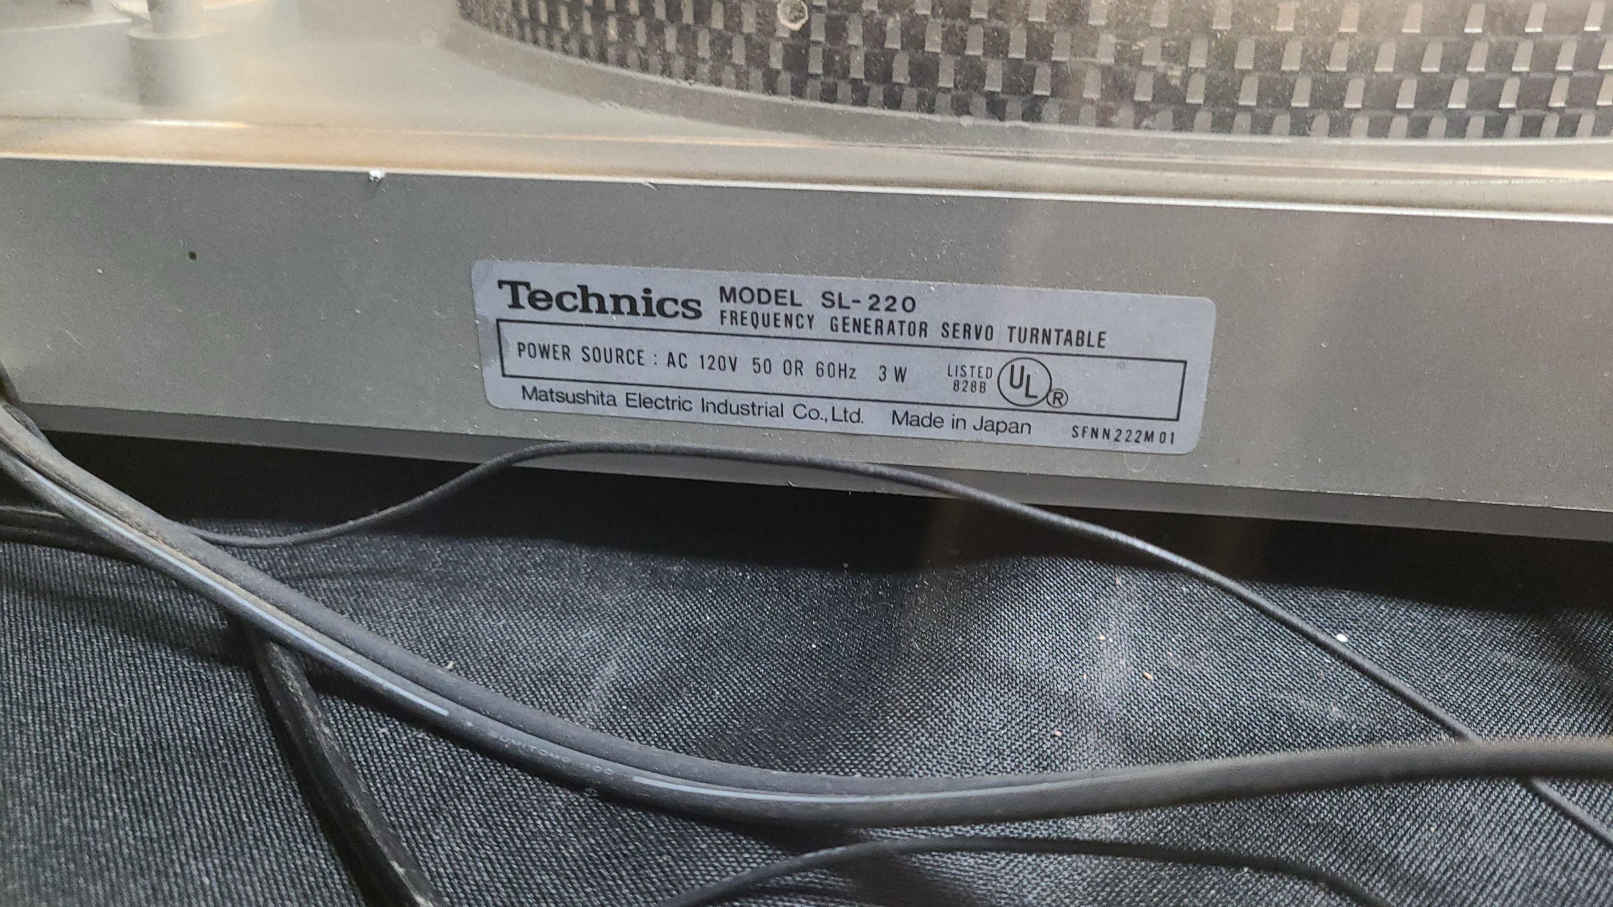 Technics MODEL SL-220
FREQUENCY GENERATOR SERVO TURNTABLE
POWER SOURCE : AC 120V 50 OR 60Hz 3W LISTED 828B UL ®
Matsushita Electric Industrial Co., Ltd. Made in Japan SFNN222M01